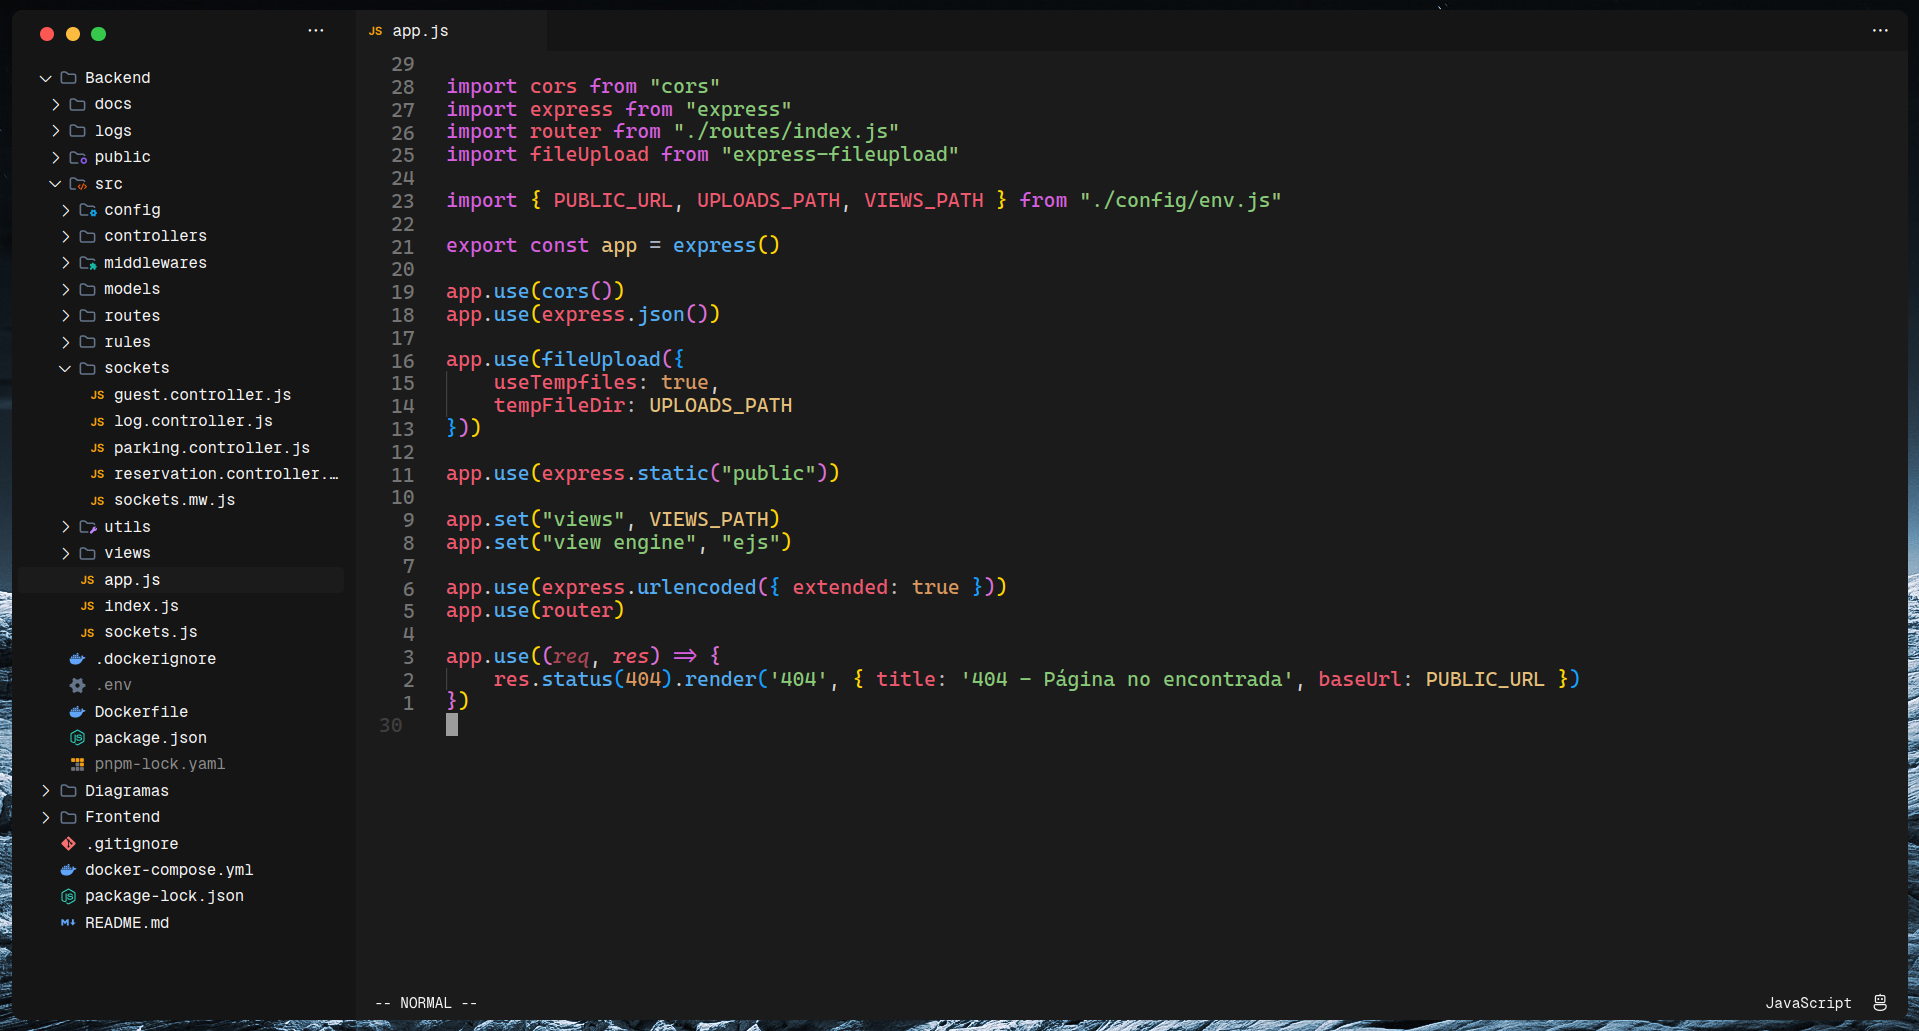 ...
Backend
docs
logs
public
src
config
controllers
middlewares
models
routes
rules
sockets
JS guest.controller.js
JS log.controller.js
JS parking.controller.js
JS reservation.controller.…
JS sockets.mw.js
utils
views
JS app.js
JS index.js
JS sockets.js
.dockerignore
.env
Dockerfile
JS package.json
pnpm-lock.yaml
Diagramas
Frontend
.gitignore
docker-compose.yml
JS package-lock.json
M↓ README.md
JS app.js
...
29
28 import cors from "cors"
27 import express from "express"
26 import router from "./routes/index.js"
25 import fileUpload from "express-fileupload"
24
23 import { PUBLIC_URL, UPLOADS_PATH, VIEWS_PATH } from "./config/env.js"
22
21 export const app = express()
20
19 app.use(cors())
18 app.use(express.json())
17
16 app.use(fileUpload({
15 useTempfiles: true,
14 tempFileDir: UPLOADS_PATH
13 }))
12
11 app.use(express.static("public"))
10
9 app.set("views", VIEWS_PATH)
8 app.set("view engine", "ejs")
7
6 app.use(express.urlencoded({ extended: true }))
5 app.use(router)
4
3 app.use((req, res) => {
2 res.status(404).render('404', { title: '404 - Página no encontrada', baseUrl: PUBLIC_URL })
1 })
30
-- NORMAL --
JavaScript